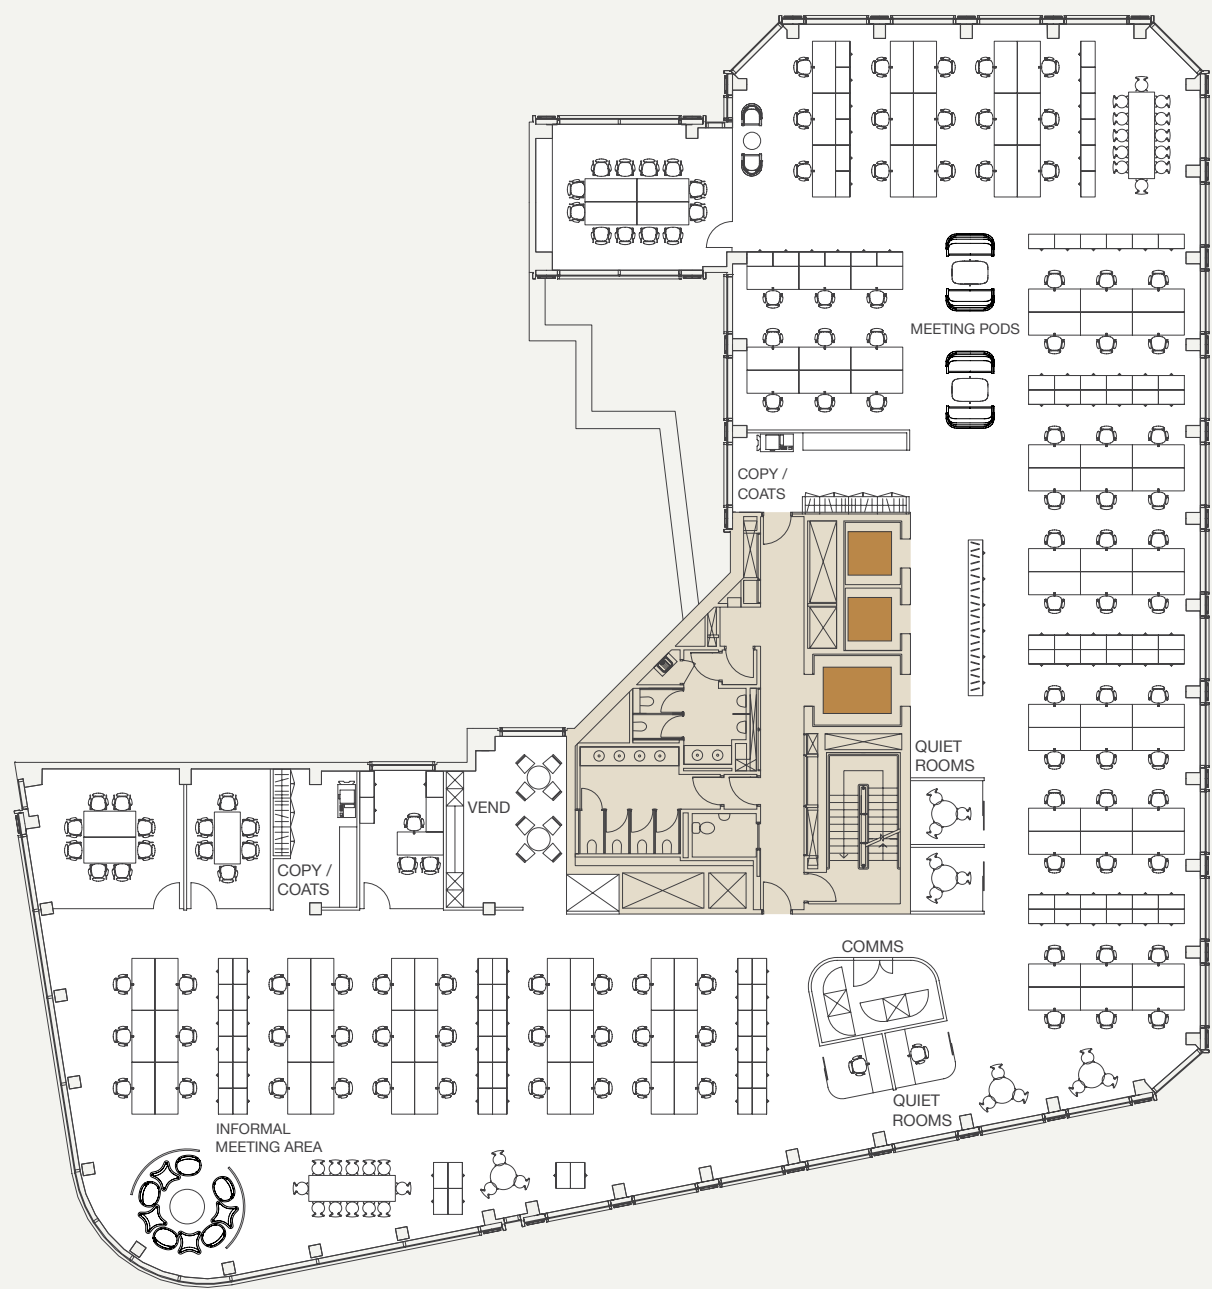 MEETING PODS
COPY /
COATS
QUIET
ROOMS
VEND
COPY /
COATS
COMMS
QUIET
ROOMS
INFORMAL
MEETING AREA